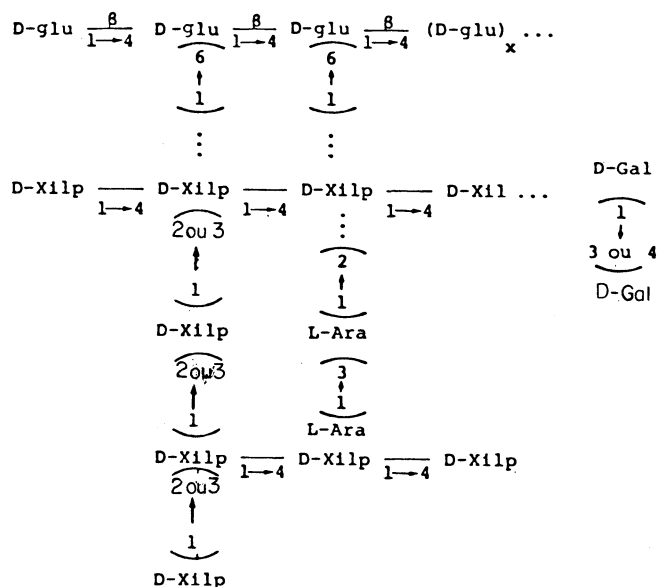 D-glu β 1→4 D-glu β 1→4 D-glu β 1→4 (D-glu)x ...
6 6
↑ ↑
1 1
⋮ ⋮
D-Xilp 1→4 D-Xilp 1→4 D-Xilp 1→4 D-Xil ...
2ou3
↑
1
D-Xilp
2ou3
↑
1
D-Xilp 1→4 D-Xilp 1→4 D-Xilp
2ou3
↑
1
D-Xilp
⋮
2
↑
1
L-Ara
3
↑
1
L-Ara
D-Gal
1
↓
3 ou 4
D-Gal